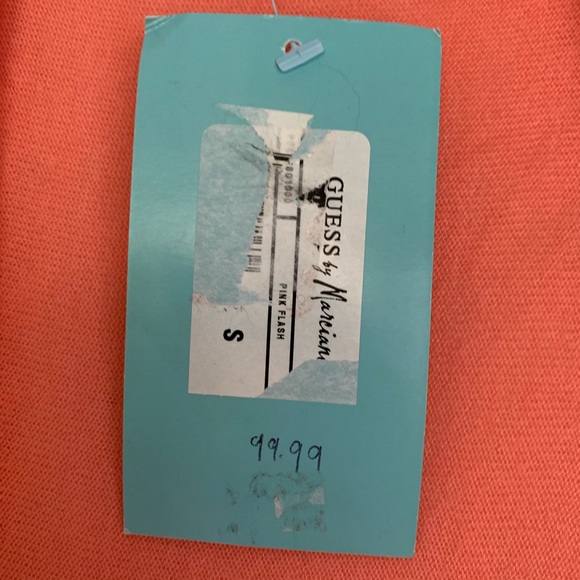 GUESS by Marciano
PINK FLASH
S
99.99